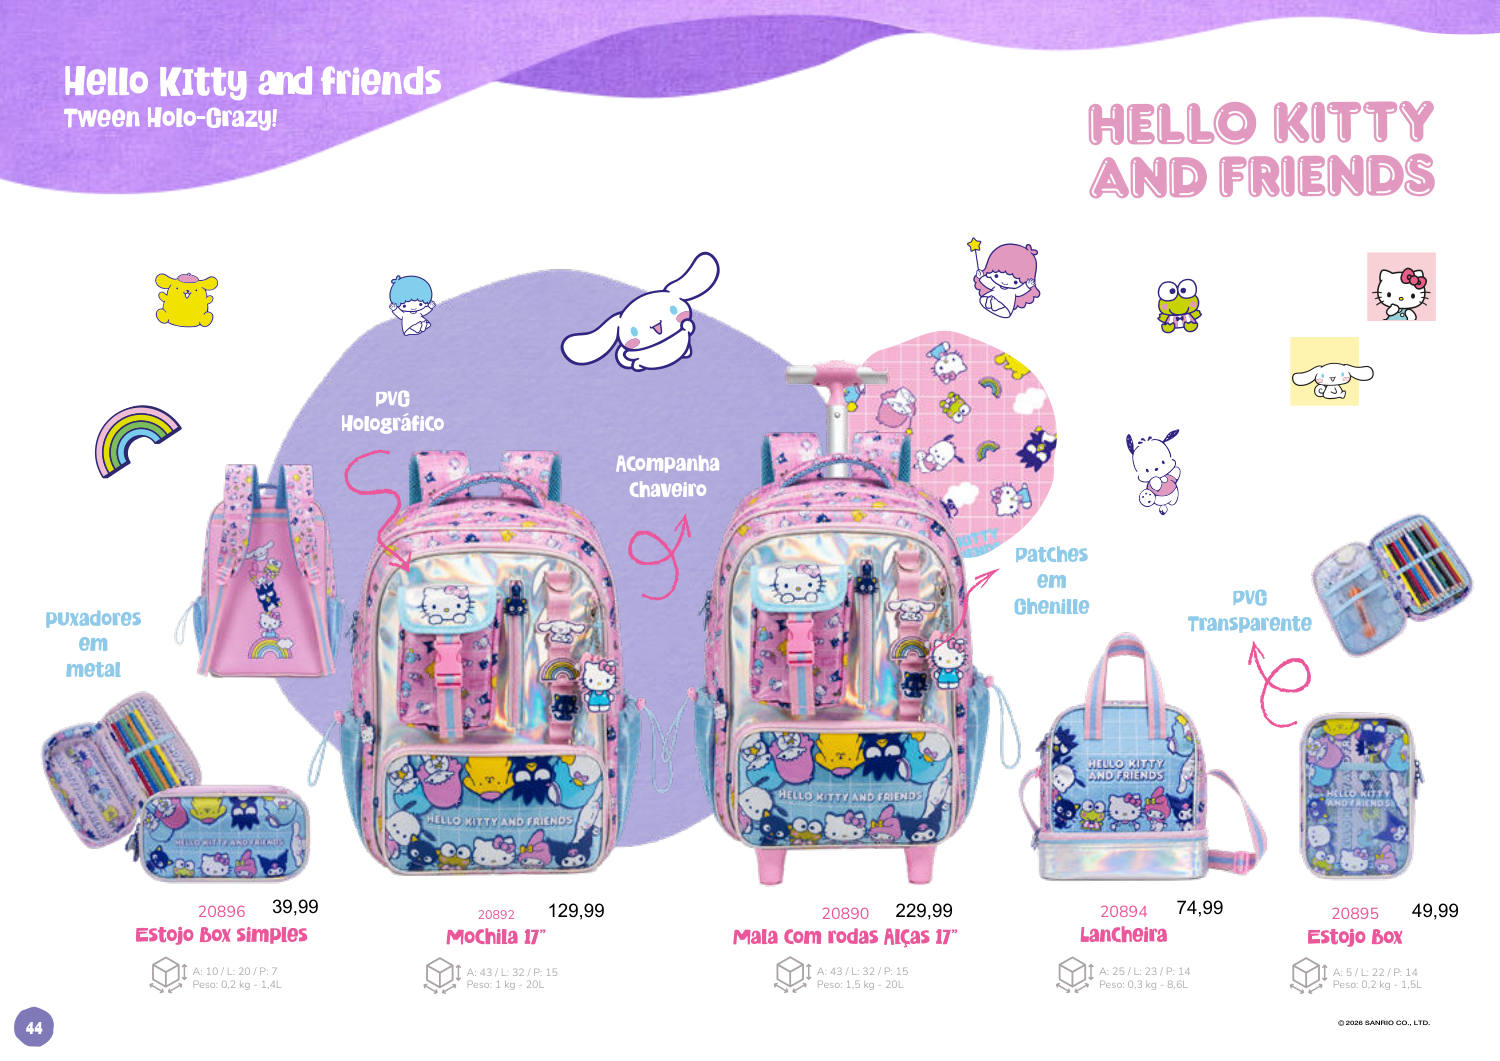 Hello Kitty and friends
Tween Holo-Crazy!
HELLO KITTY
AND FRIENDS
PVC
Holográfico
Acompanha
Chaveiro
Patches
em
Chenille
PVC
Transparente
Puxadores
em
metal
HELLO KITTY AND FRIENDS
HELLO KITTY AND FRIENDS
HELLO KITTY AND FRIENDS
HELLO KITTY
AND FRIENDS
HELLO KITTY
AND FRIENDS
20896 39,99
Estojo Box simples
A: 10 / L: 20 / P: 7
Peso: 0,2 kg - 1,4L
20892 129,99
Mochila 17”
A: 43 / L: 32 / P: 15
Peso: 1 kg - 20L
20890 229,99
Mala com rodas Alças 17”
A: 43 / L: 32 / P: 15
Peso: 1,5 kg - 20L
20894 74,99
Lancheira
A: 25 / L: 23 / P: 14
Peso: 0,3 kg - 8,6L
20895 49,99
Estojo Box
A: 5 / L: 22 / P: 14
Peso: 0,2 kg - 1,5L
44
© 2026 SANRIO CO., LTD.